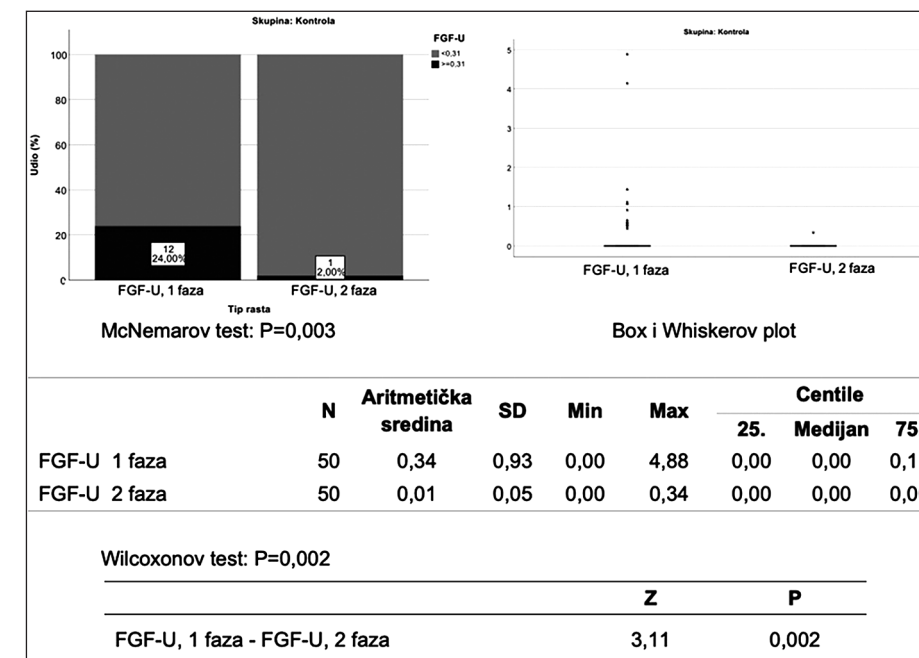 Skupina: Kontrola
FGF-U
<0,31
>=0,31
Udio (%)
100
80
60
40
20
0
12
24,00%
1
2,00%
FGF-U, 1 faza
FGF-U, 2 faza
Tip rasta
McNemarov test: P=0,003
Skupina: Kontrola
5
4
3
2
1
0
FGF-U, 1 faza
FGF-U, 2 faza
Box i Whiskerov plot
N Aritmetička sredina SD Min Max Centile
25. Medijan 75
FGF-U 1 faza 50 0,34 0,93 0,00 4,88 0,00 0,00 0,1
FGF-U 2 faza 50 0,01 0,05 0,00 0,34 0,00 0,00 0,0
Wilcoxonov test: P=0,002
Z P
FGF-U, 1 faza - FGF-U, 2 faza 3,11 0,002